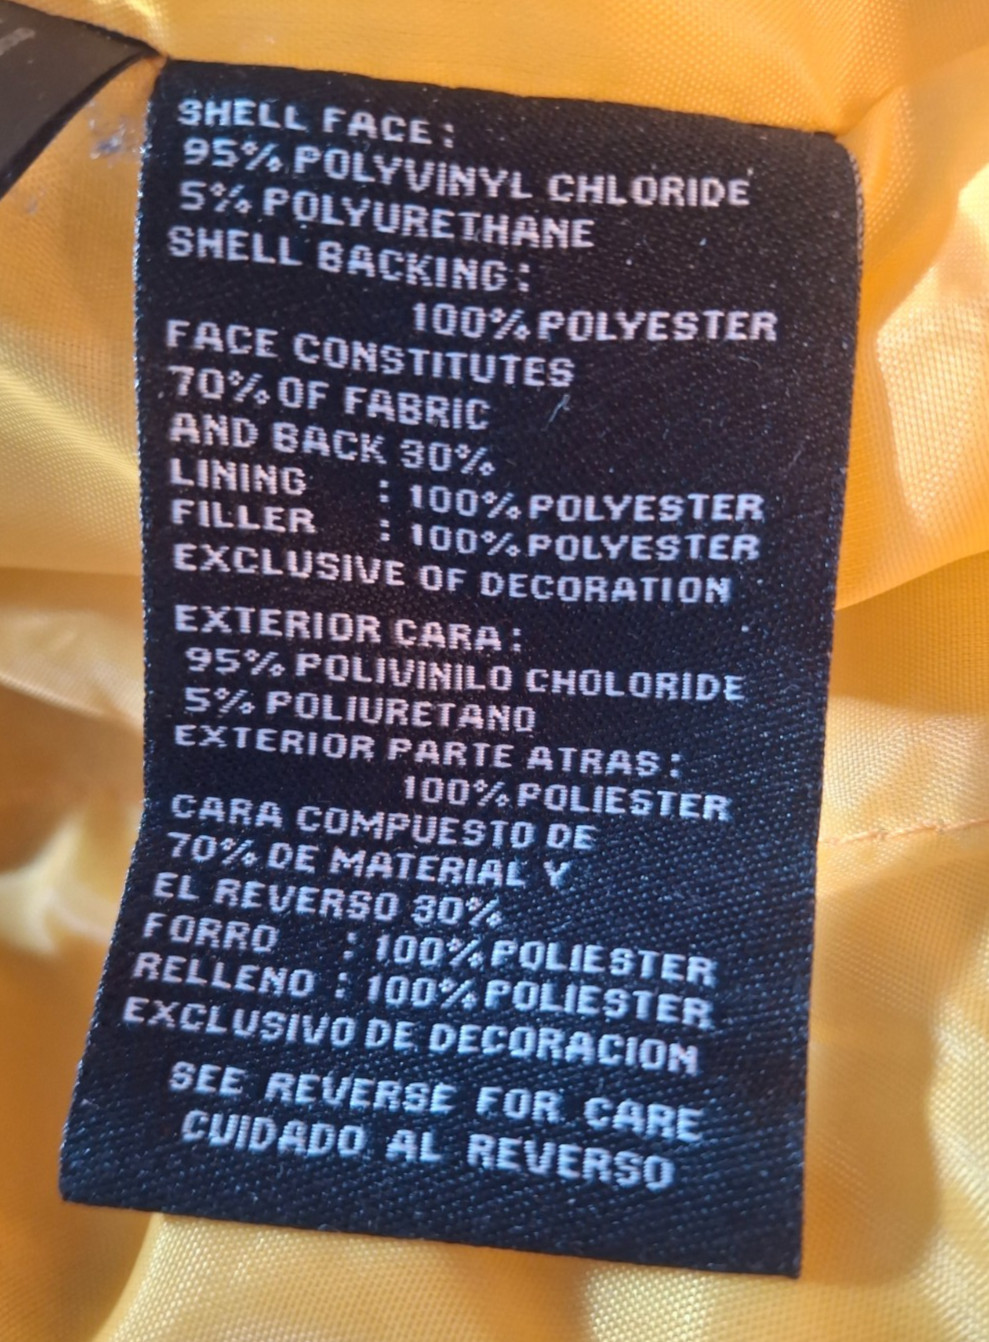 SHELL FACE:
95% POLYVINYL CHLORIDE
5% POLYURETHANE
SHELL BACKING:
100% POLYESTER
FACE CONSTITUTES
70% OF FABRIC
AND BACK 30%
LINING : 100% POLYESTER
FILLER : 100% POLYESTER
EXCLUSIVE OF DECORATION
EXTERIOR CARA:
95% POLIVINILO CHOLORIDE
5% POLIURETANO
EXTERIOR PARTE ATRAS:
100% POLIESTER
CARA COMPUESTO DE
70% DE MATERIAL Y
EL REVERSO 30%
FORRO : 100% POLIESTER
RELLENO : 100% POLIESTER
EXCLUSIVO DE DECORACION
SEE REVERSE FOR CARE
CUIDADO AL REVERSO